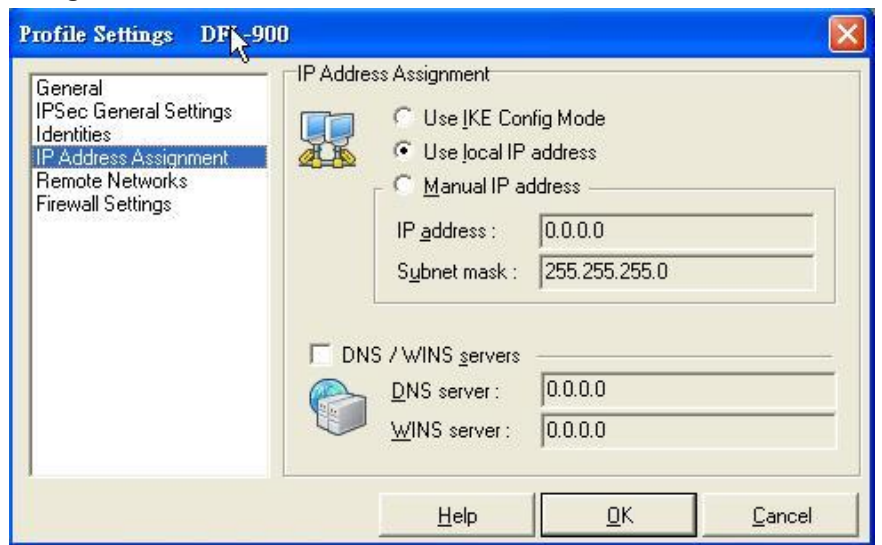 Profile Settings DFL-900
General
IPSec General Settings
Identities
IP Address Assignment
Remote Networks
Firewall Settings
IP Address Assignment
Use IKE Config Mode
Use local IP address
Manual IP address
IP address : 0.0.0.0
Subnet mask : 255.255.255.0
DNS / WINS servers
DNS server : 0.0.0.0
WINS server : 0.0.0.0
Help OK Cancel